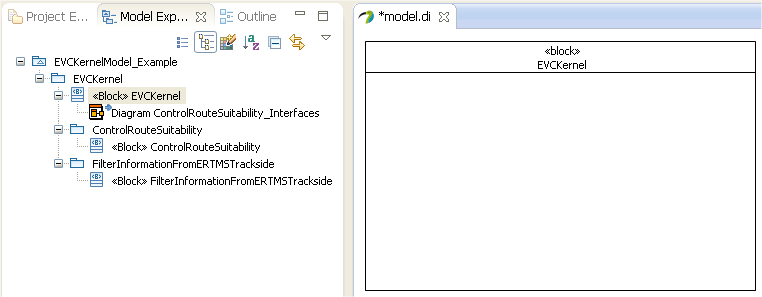 Project E... Model Exp... Outline
EVCKernelModel_Example
EVCKernel
«Block» EVCKernel
Diagram ControlRouteSuitability_Interfaces
ControlRouteSuitability
«Block» ControlRouteSuitability
FilterInformationFromERTMSTrackside
«Block» FilterInformationFromERTMSTrackside
*model.di
«block»
EVCKernel